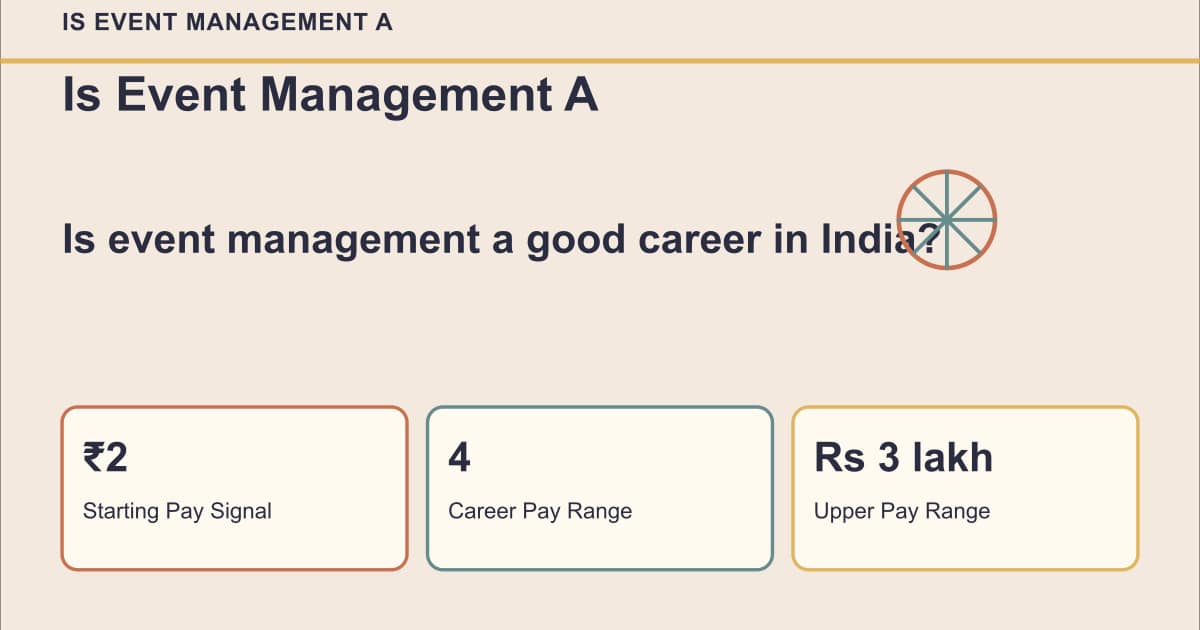 IS EVENT MANAGEMENT A
Is Event Management A
Is event management a good career in India?
₹2
Starting Pay Signal
4
Career Pay Range
Rs 3 lakh
Upper Pay Range